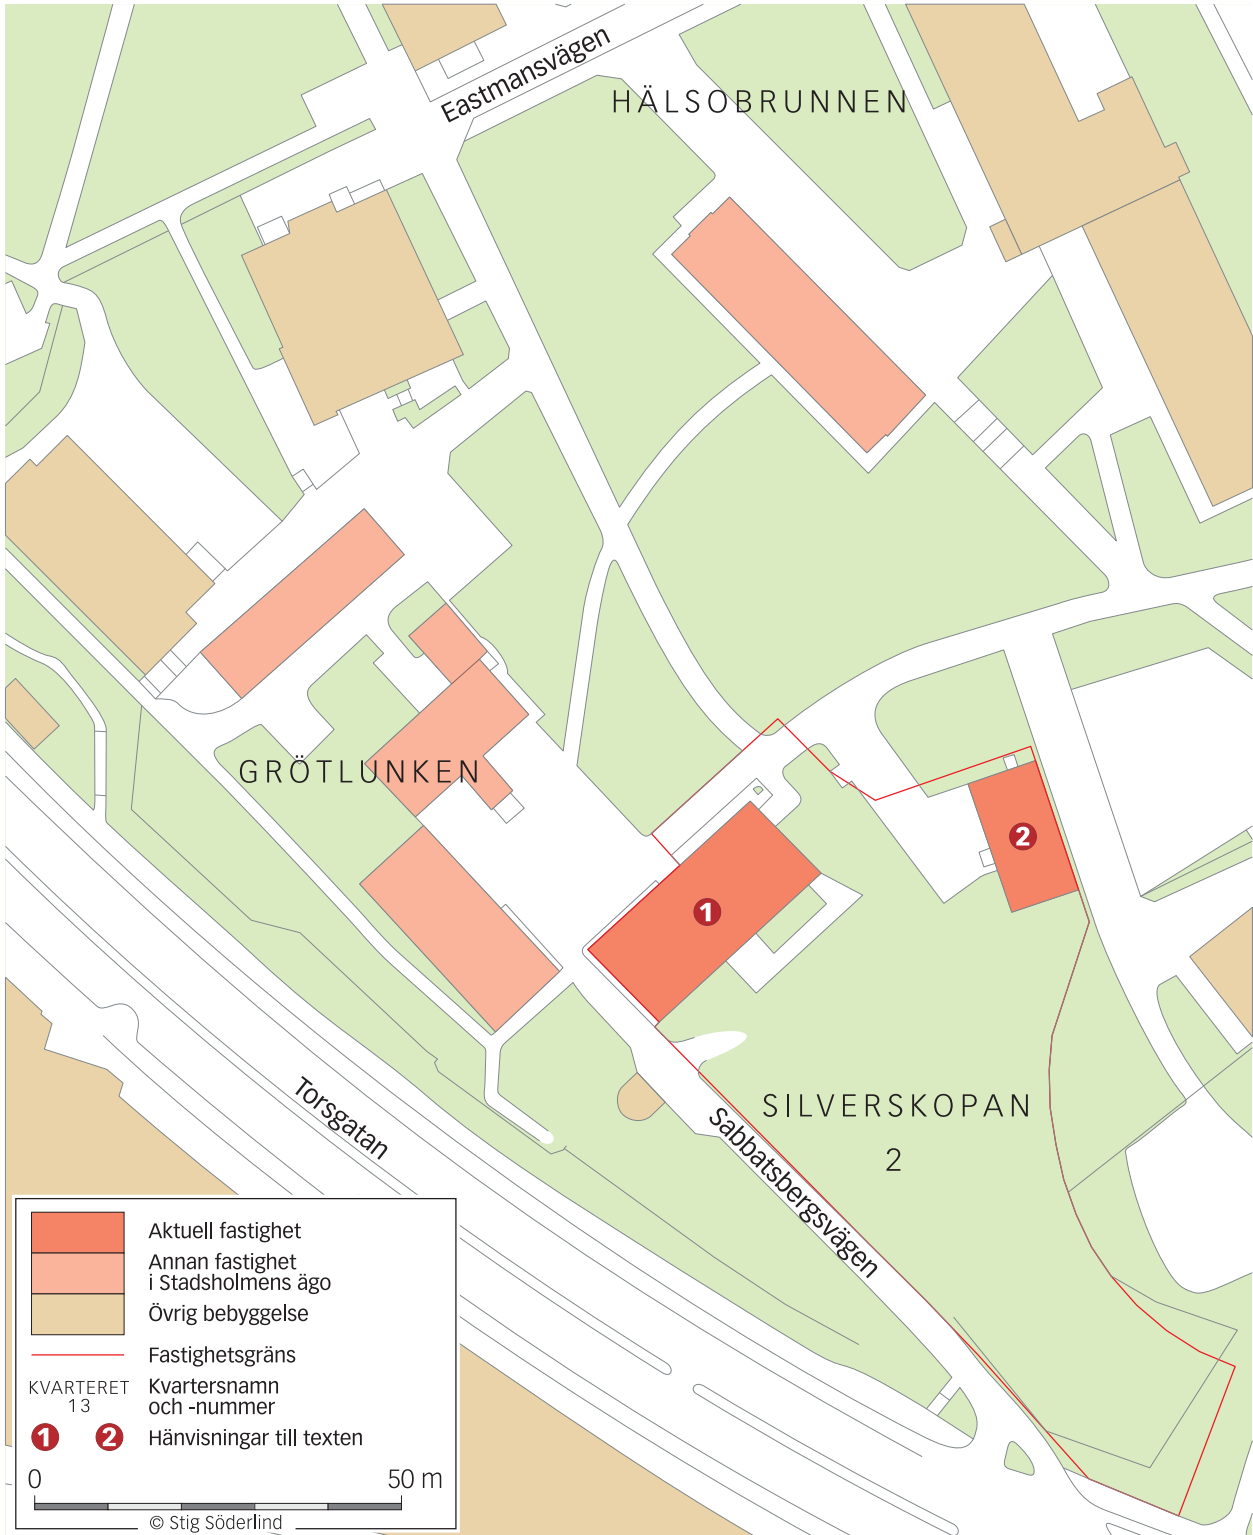 Eastmansvägen
HÄLSOBRUNNEN
GRÖTLUNKEN
2
1
Torsgatan
SILVERSKOPAN
2
Sabbatsbergsvägen
Aktuell fastighet
Annan fastighet
i Stadsholmens ägo
Övrig bebyggelse
Fastighetsgräns
KVARTERET
13
Kvartersnamn
och -nummer
1 2 Hänvisningar till texten
0 50 m
© Stig Söderlind